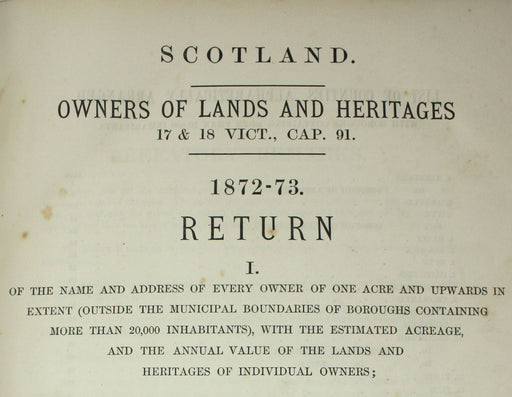 SCOTLAND.
OWNERS OF LANDS AND HERITAGES
17 & 18 VICT., CAP. 91.
1872-73.
RETURN
I.
OF THE NAME AND ADDRESS OF EVERY OWNER OF ONE ACRE AND UPWARDS IN
EXTENT (OUTSIDE THE MUNICIPAL BOUNDARIES OF BOROUGHS CONTAINING
MORE THAN 20,000 INHABITANTS), WITH THE ESTIMATED ACREAGE,
AND THE ANNUAL VALUE OF THE LANDS AND
HERITAGES OF INDIVIDUAL OWNERS;